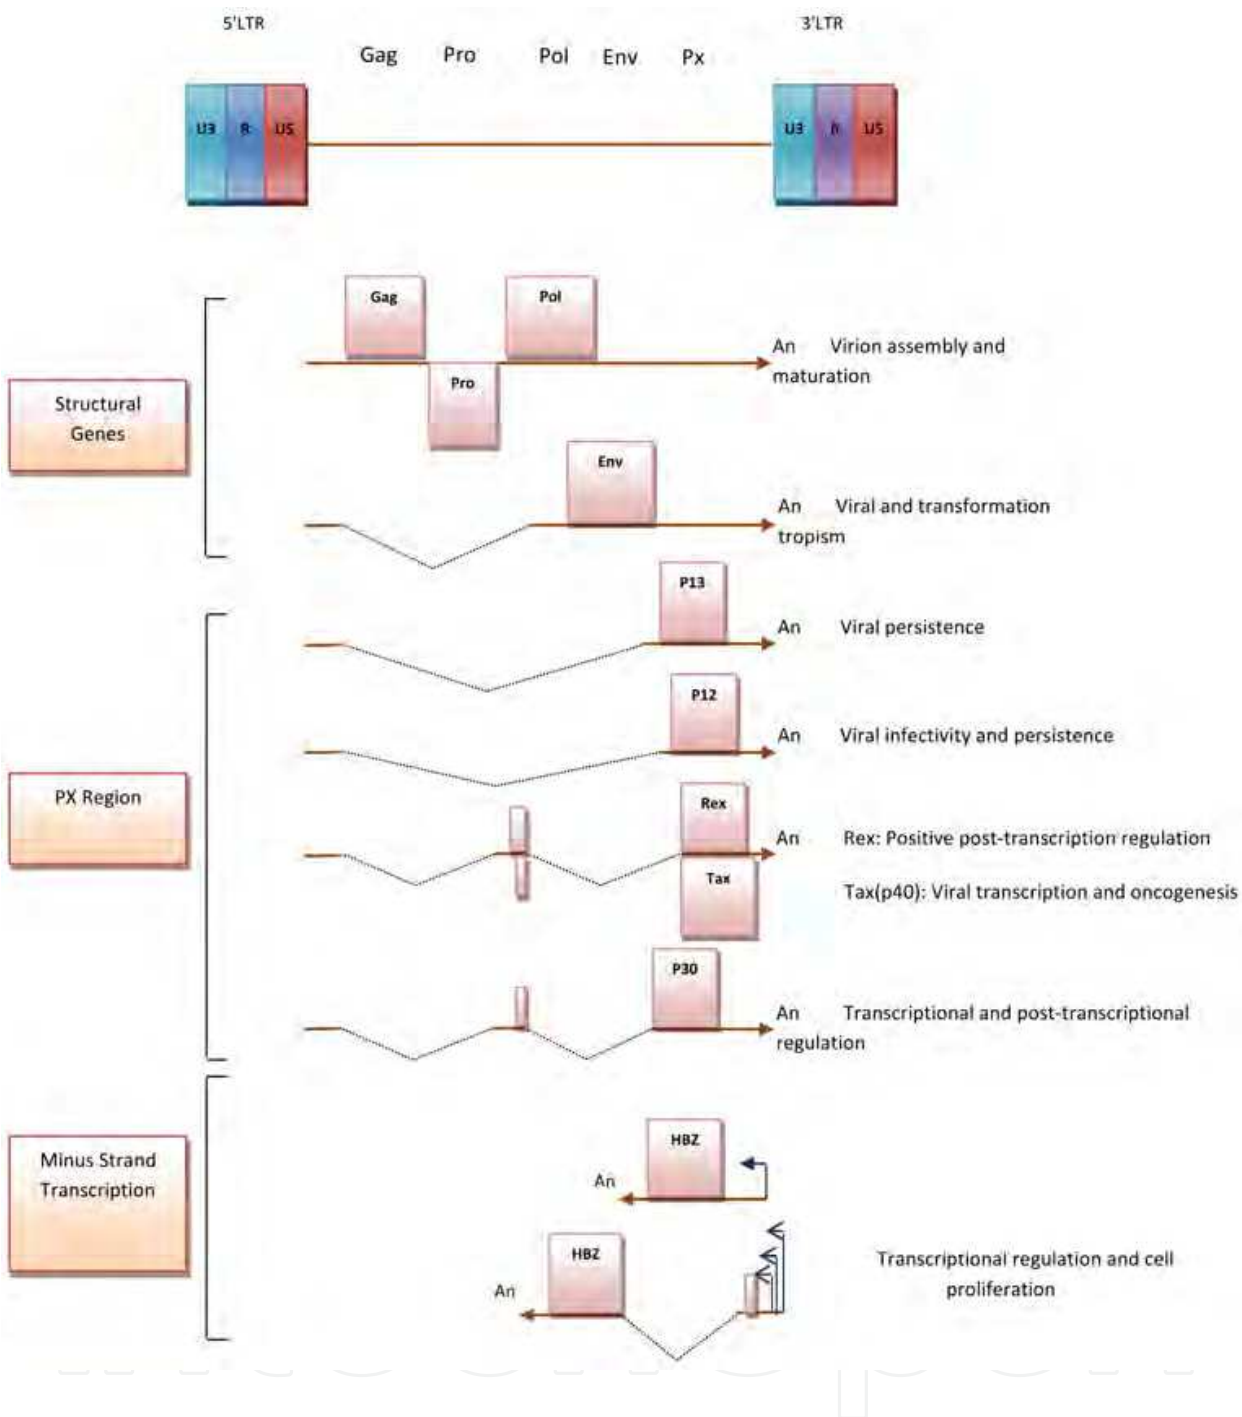 5'LTR 3'LTR
Gag Pro Pol Env Px
U3 R U5 U3 R U5
Gag Pol
An Virion assembly and
maturation
Pro
Structural
Genes
Env
An Viral and transformation
tropism
P13
An Viral persistence
P12
An Viral infectivity and persistence
PX Region
Rex
An Rex: Positive post-transcription regulation
Tax
Tax(p40): Viral transcription and oncogenesis
P30
An Transcriptional and post-transcriptional
regulation
Minus Strand
Transcription
HBZ
An
HBZ
An
Transcriptional regulation and cell
proliferation